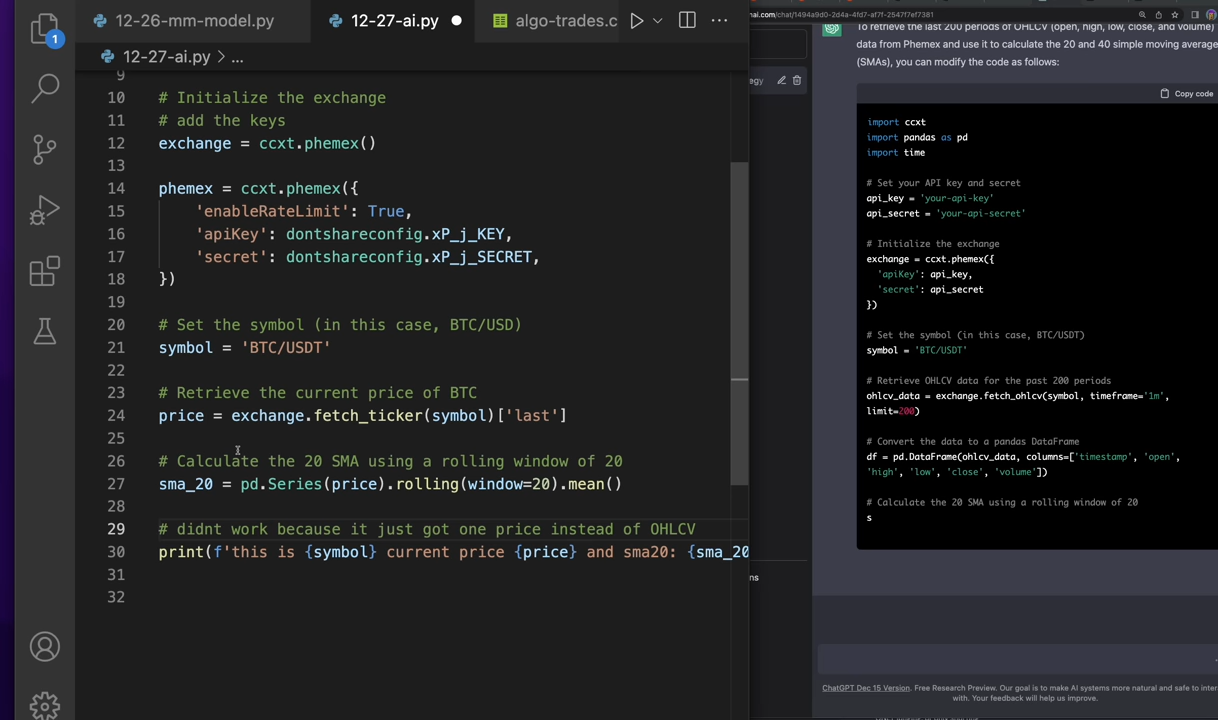 12-26-mm-model.py
12-27-ai.py
algo-trades.c
1
12-27-ai.py > ...
9
10 # Initialize the exchange
11 # add the keys
12 exchange = ccxt.phemex()
13
14 phemex = ccxt.phemex({
15 'enableRateLimit': True,
16 'apiKey': dontshareconfig.xP_j_KEY,
17 'secret': dontshareconfig.xP_j_SECRET,
18 })
19
20 # Set the symbol (in this case, BTC/USD)
21 symbol = 'BTC/USDT'
22
23 # Retrieve the current price of BTC
24 price = exchange.fetch_ticker(symbol)['last']
25
26 # Calculate the 20 SMA using a rolling window of 20
27 sma_20 = pd.Series(price).rolling(window=20).mean()
28
29 # didnt work because it just got one price instead of OHLCV
30 print(f'this is {symbol} current price {price} and sma20: {sma_20
31
32
nai.com/chat/1494a9d0-2d4a-4fd7-af7f-2547f7ef7381
egy
To retrieve the last 200 periods of OHLCV (open, high, low, close, and volume)
data from Phemex and use it to calculate the 20 and 40 simple moving average
(SMAs), you can modify the code as follows:
Copy code
import ccxt
import pandas as pd
import time
# Set your API key and secret
api_key = 'your-api-key'
api_secret = 'your-api-secret'
# Initialize the exchange
exchange = ccxt.phemex({
'apiKey': api_key,
'secret': api_secret
})
# Set the symbol (in this case, BTC/USDT)
symbol = 'BTC/USDT'
# Retrieve OHLCV data for the past 200 periods
ohlcv_data = exchange.fetch_ohlcv(symbol, timeframe='1m',
limit=200)
# Convert the data to a pandas DataFrame
df = pd.DataFrame(ohlcv_data, columns=['timestamp', 'open',
'high', 'low', 'close', 'volume'])
# Calculate the 20 SMA using a rolling window of 20
s
ns
ChatGPT Dec 15 Version. Free Research Preview. Our goal is to make AI systems more natural and safe to inter
with. Your feedback will help us improve.